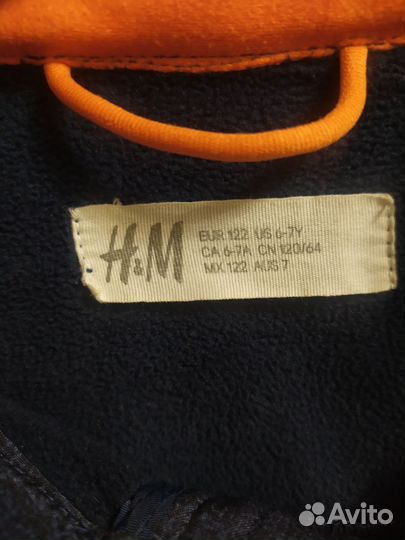 H&M
EUR 122 US 6-7Y
CA 6-7A CN 120/64
MX 122 AUS 7
Avito